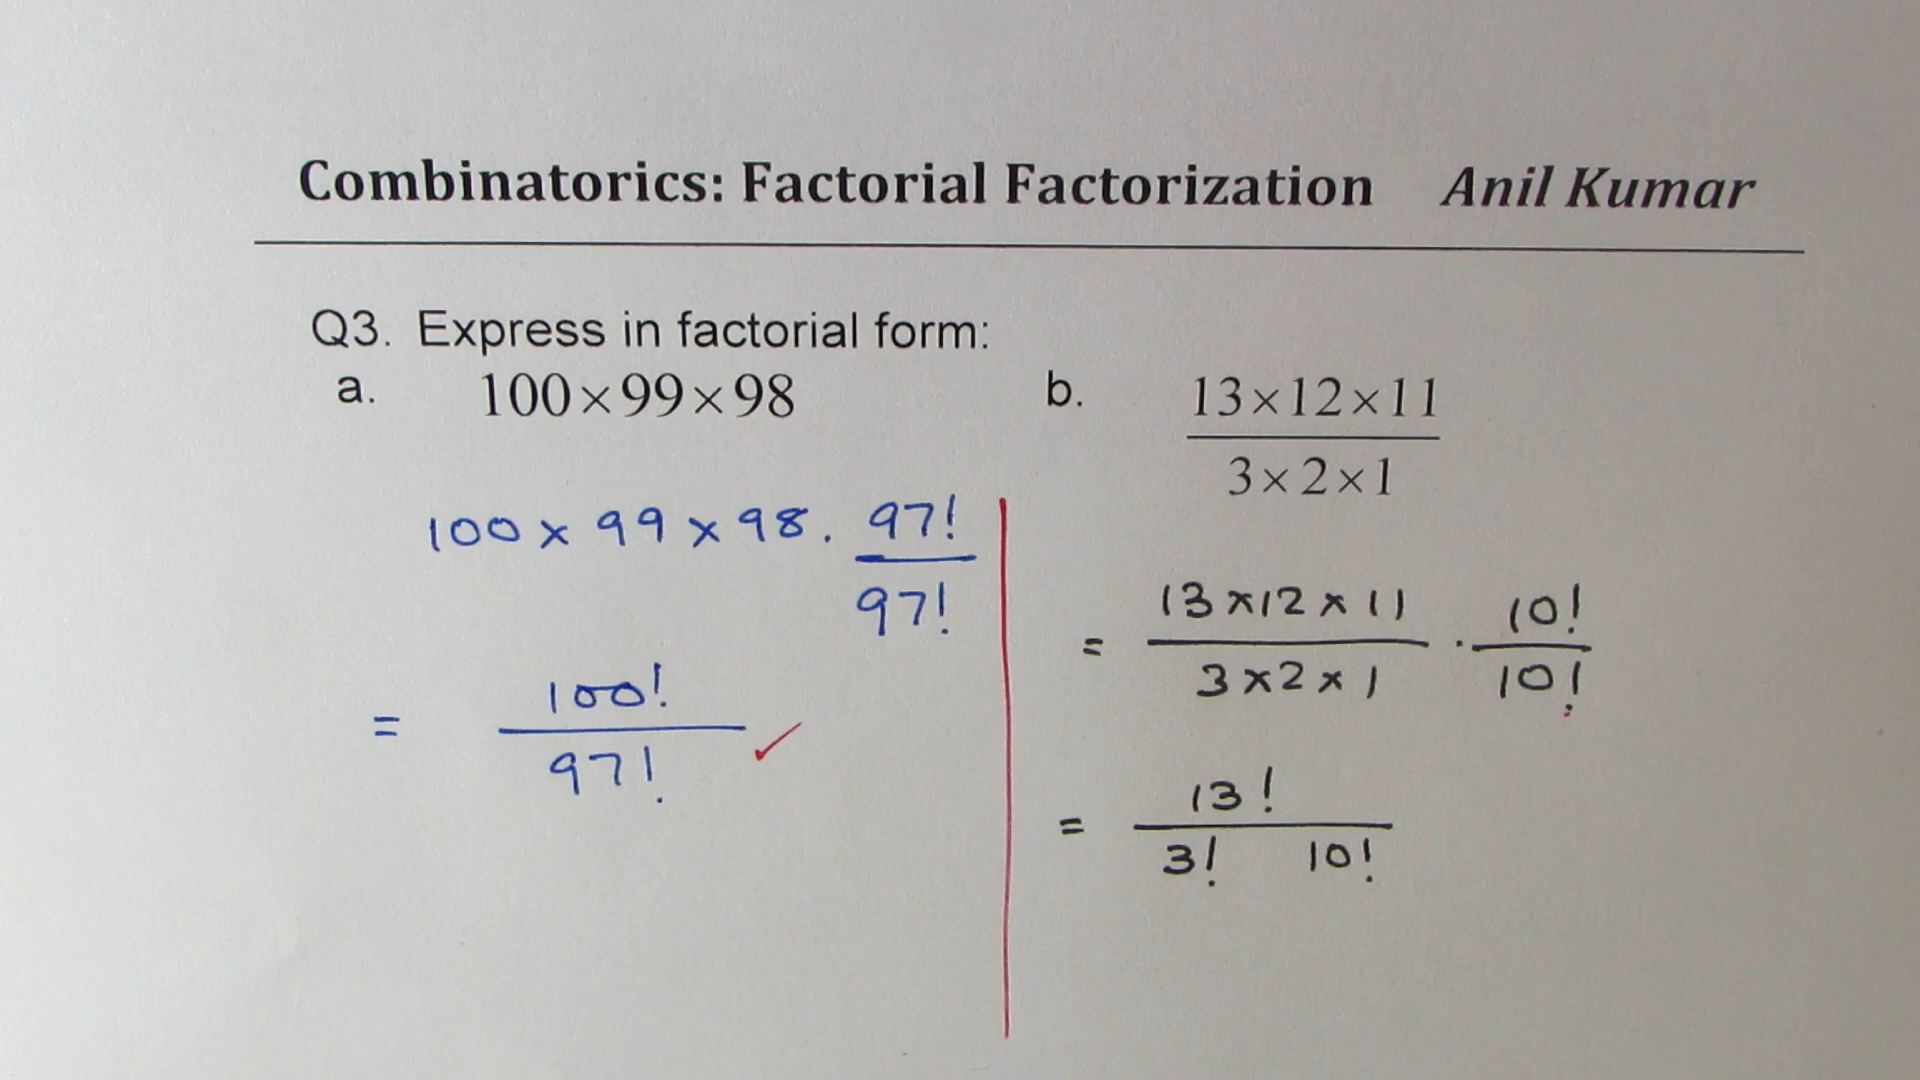 Combinatorics: Factorial Factorization Anil Kumar
Q3. Express in factorial form:
a. 100×99×98
100 × 99 × 98 . 97!
97!
= 100!
97! ✓
b. 13×12×11
3×2×1
= 13 × 12 × 11 . 10!
3 × 2 × 1 10!
= 13!
3! 10!